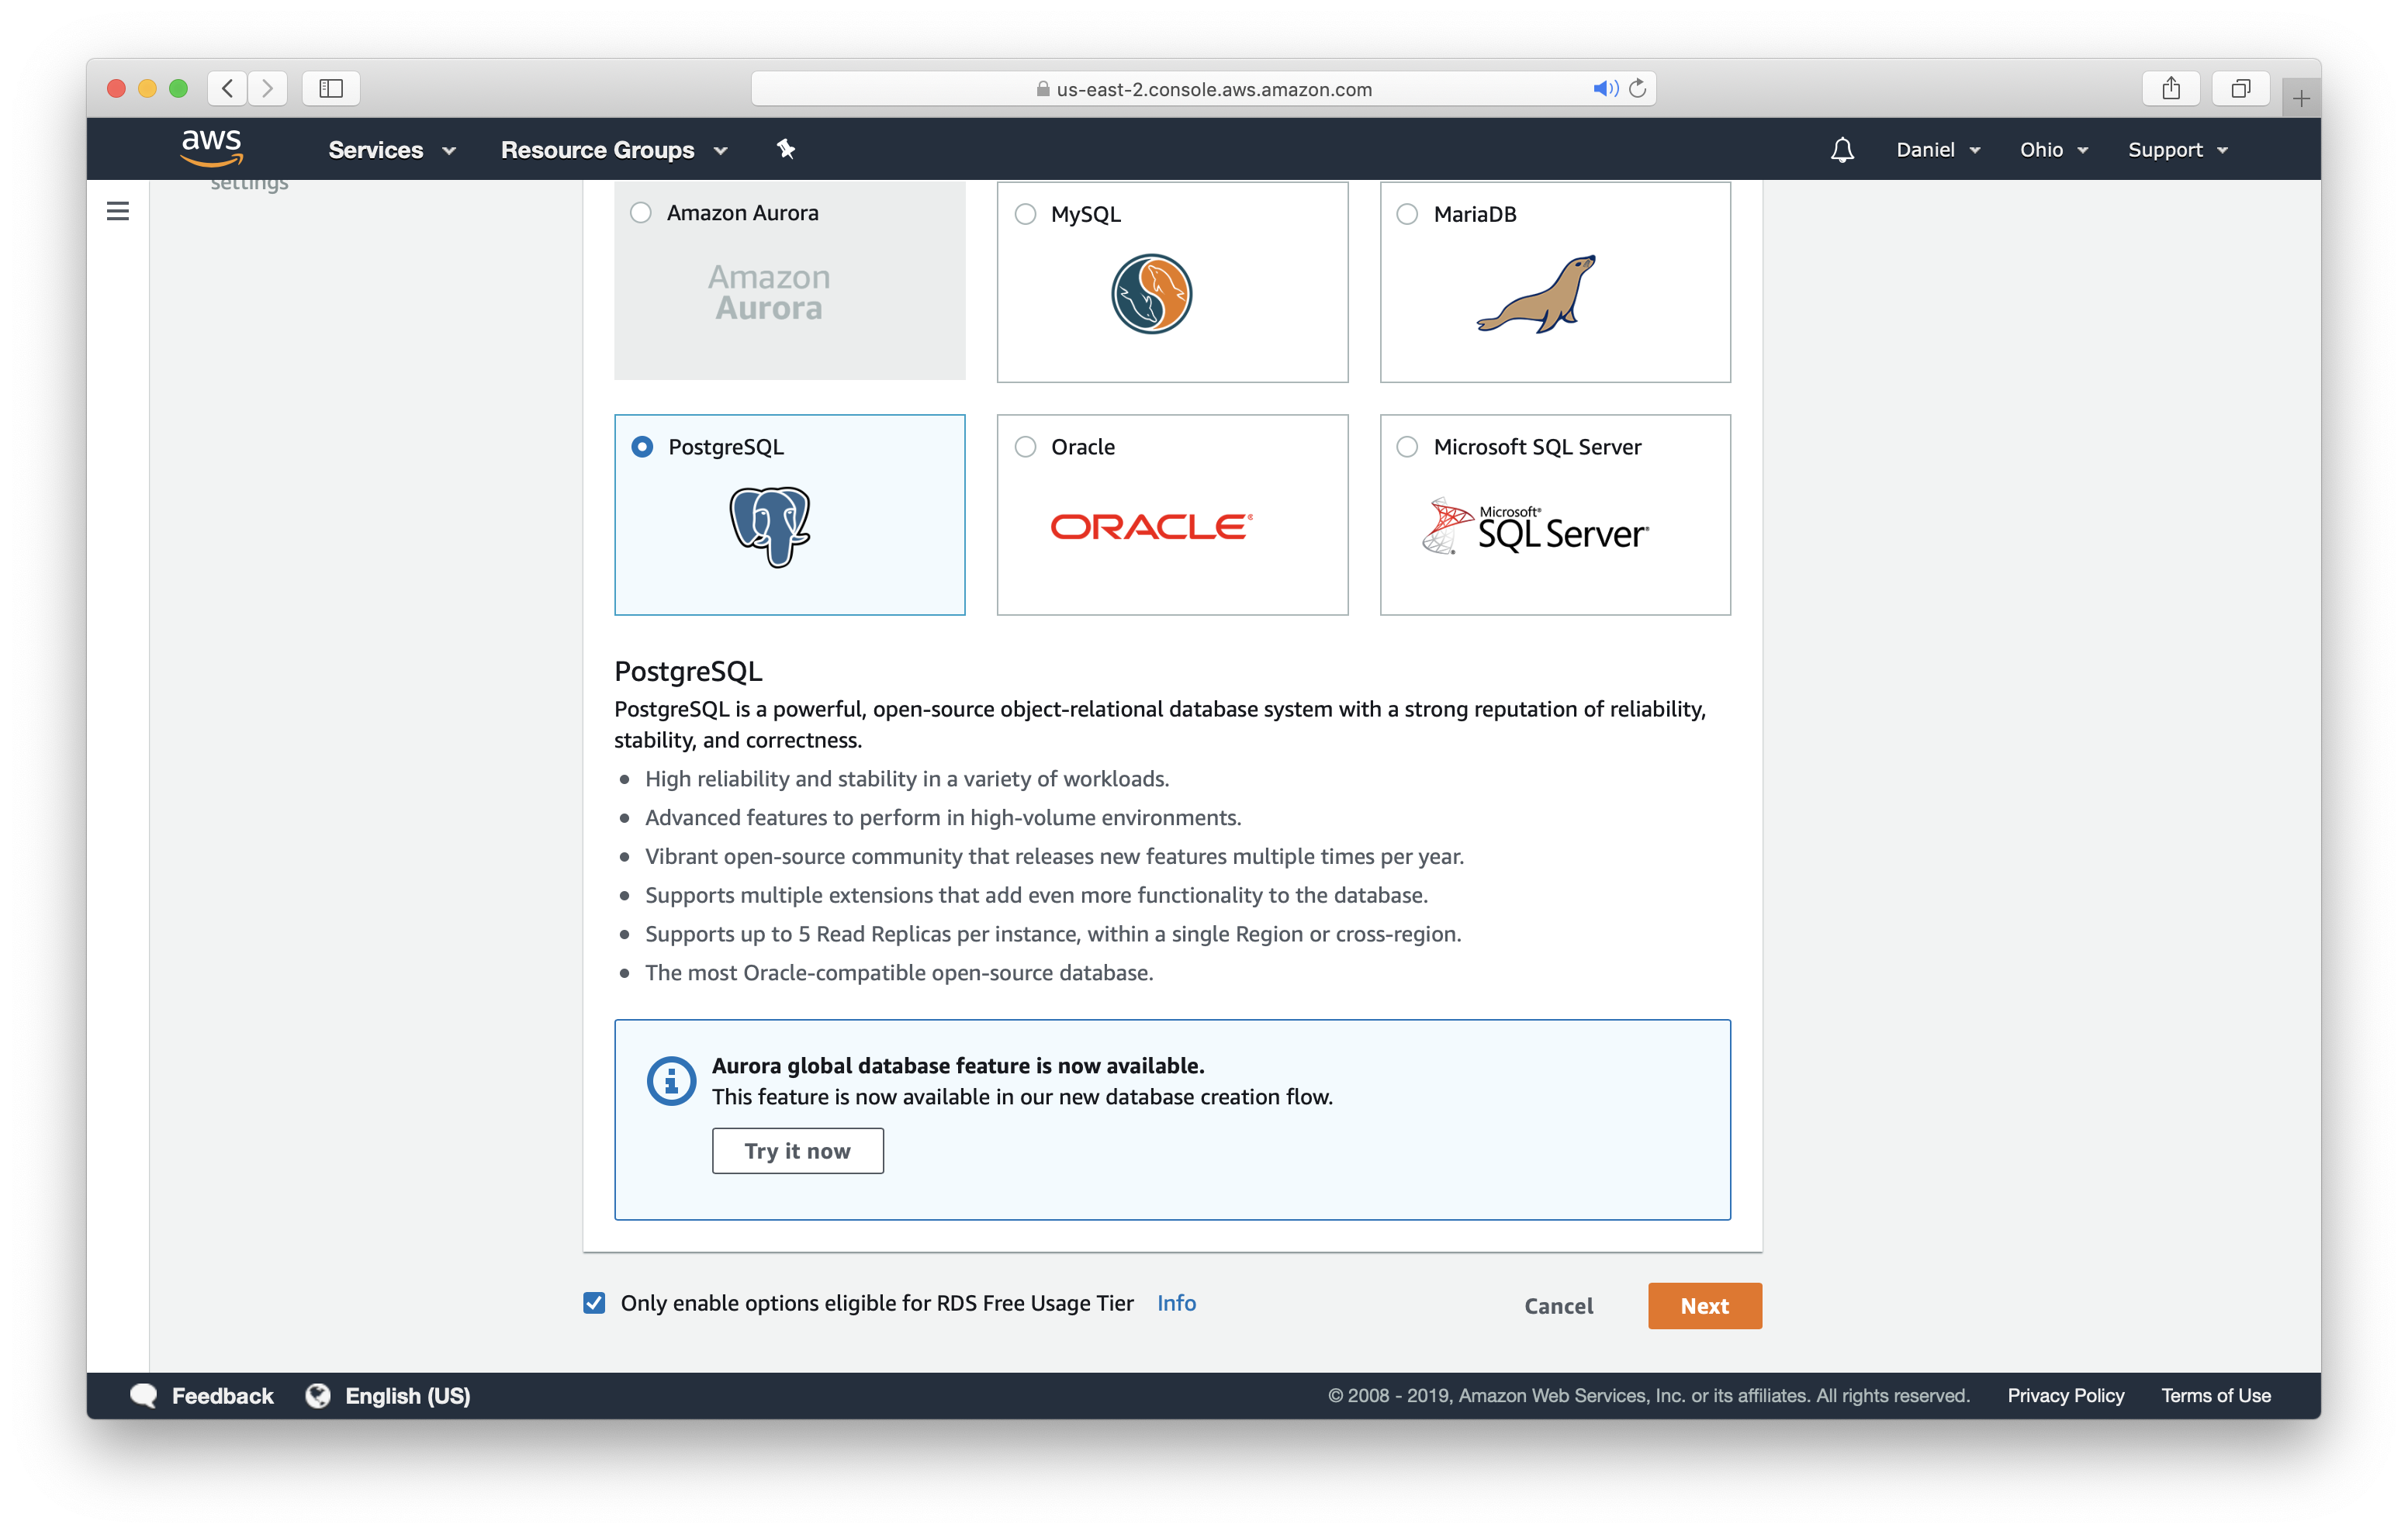 us-east-2.console.aws.amazon.com
aws
Services
Resource Groups
Daniel
Ohio
Support
settings
Amazon Aurora
MySQL
MariaDB
Amazon
Aurora
PostgreSQL
Oracle
Microsoft SQL Server
ORACLE®
Microsoft®
SQL Server®
PostgreSQL
PostgreSQL is a powerful, open-source object-relational database system with a strong reputation of reliability,
stability, and correctness.
High reliability and stability in a variety of workloads.
Advanced features to perform in high-volume environments.
Vibrant open-source community that releases new features multiple times per year.
Supports multiple extensions that add even more functionality to the database.
Supports up to 5 Read Replicas per instance, within a single Region or cross-region.
The most Oracle-compatible open-source database.
Aurora global database feature is now available.
This feature is now available in our new database creation flow.
Try it now
Only enable options eligible for RDS Free Usage Tier Info
Cancel
Next
Feedback
English (US)
© 2008 - 2019, Amazon Web Services, Inc. or its affiliates. All rights reserved.
Privacy Policy
Terms of Use